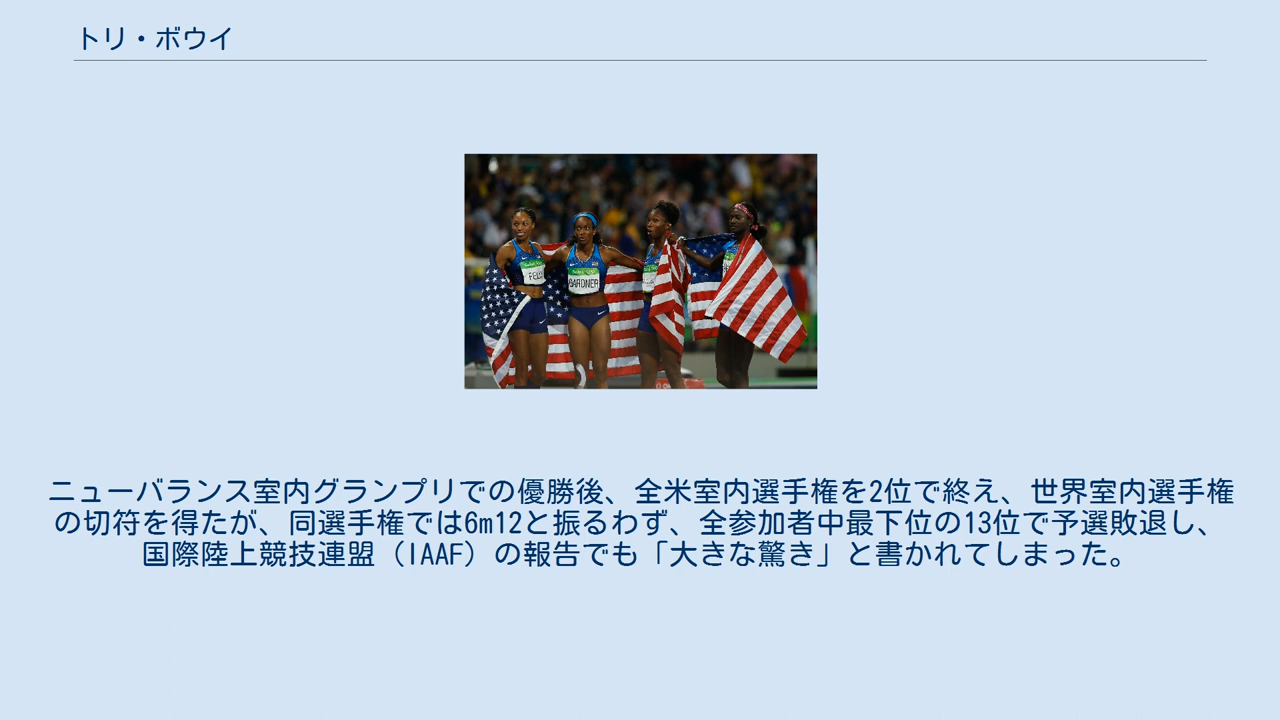 トリ・ボウイ
FELIX
GARDNER
ニューバランス室内グランプリでの優勝後、全米室内選手権を2位で終え、世界室内選手権
の切符を得たが、同選手権では6m12と振るわず、全参加者中最下位の13位で予選敗退し、
国際陸上競技連盟（IAAF）の報告でも「大きな驚き」と書かれてしまった。